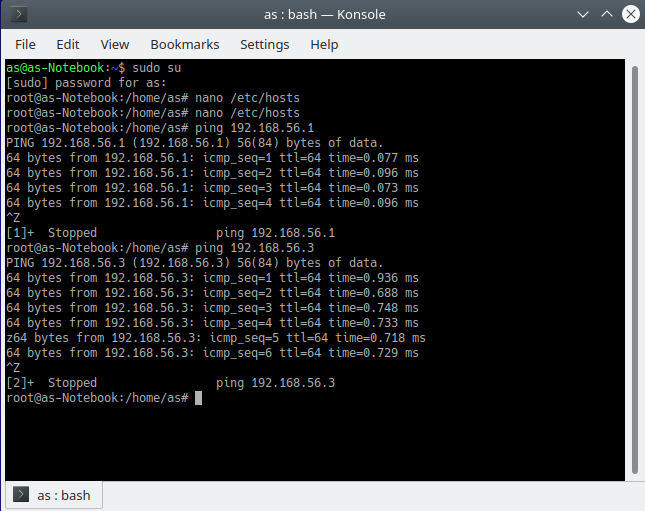 as : bash — Konsole
File Edit View Bookmarks Settings Help
as@as-Notebook:~$ sudo su
[sudo] password for as:
root@as-Notebook:/home/as# nano /etc/hosts
root@as-Notebook:/home/as# nano /etc/hosts
root@as-Notebook:/home/as# ping 192.168.56.1
PING 192.168.56.1 (192.168.56.1) 56(84) bytes of data.
64 bytes from 192.168.56.1: icmp_seq=1 ttl=64 time=0.077 ms
64 bytes from 192.168.56.1: icmp_seq=2 ttl=64 time=0.096 ms
64 bytes from 192.168.56.1: icmp_seq=3 ttl=64 time=0.073 ms
64 bytes from 192.168.56.1: icmp_seq=4 ttl=64 time=0.096 ms
^Z
[1]+  Stopped                 ping 192.168.56.1
root@as-Notebook:/home/as# ping 192.168.56.3
PING 192.168.56.3 (192.168.56.3) 56(84) bytes of data.
64 bytes from 192.168.56.3: icmp_seq=1 ttl=64 time=0.936 ms
64 bytes from 192.168.56.3: icmp_seq=2 ttl=64 time=0.688 ms
64 bytes from 192.168.56.3: icmp_seq=3 ttl=64 time=0.748 ms
64 bytes from 192.168.56.3: icmp_seq=4 ttl=64 time=0.733 ms
z64 bytes from 192.168.56.3: icmp_seq=5 ttl=64 time=0.718 ms
64 bytes from 192.168.56.3: icmp_seq=6 ttl=64 time=0.729 ms
^Z
[2]+  Stopped                 ping 192.168.56.3
root@as-Notebook:/home/as#
as : bash